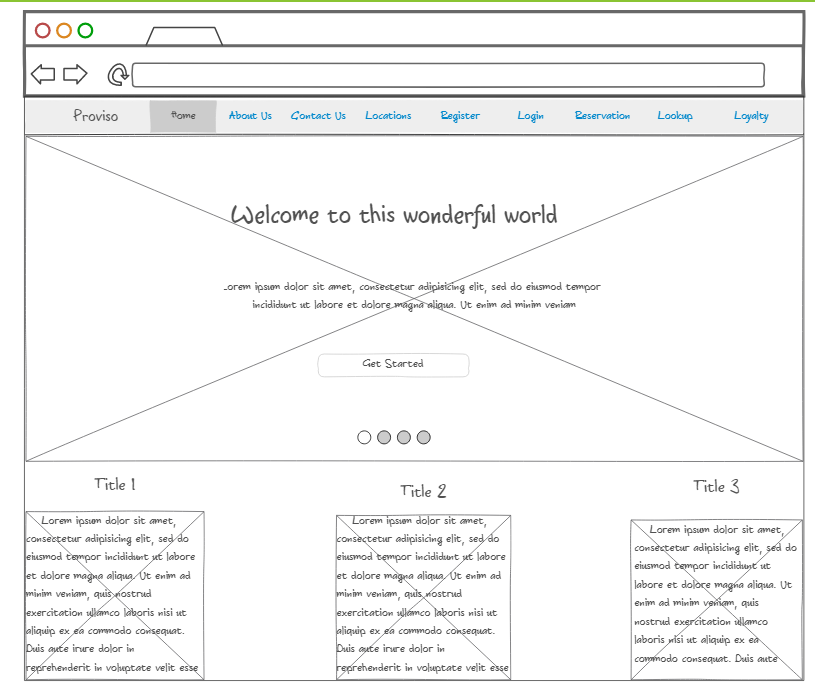 Proviso Home About Us Contact Us Locations Register Login Reservation Lookup Loyalty
Welcome to this wonderful world
Lorem ipsum dolor sit amet, consectetur adipisicing elit, sed do eiusmod tempor
incididunt ut labore et dolore magna aliqua. Ut enim ad minim veniam
Get Started
Title 1
Lorem ipsum dolor sit amet,
consectetur adipisicing elit, sed do
eiusmod tempor incididunt ut labore
et dolore magna aliqua. Ut enim ad
minim veniam, quis nostrud
exercitation ullamco laboris nisi ut
aliquip ex ea commodo consequat.
Duis aute irure dolor in
reprehenderit in voluptate velit esse
Title 2
Lorem ipsum dolor sit amet,
consectetur adipisicing elit, sed do
eiusmod tempor incididunt ut labore
et dolore magna aliqua. Ut enim ad
minim veniam, quis nostrud
exercitation ullamco laboris nisi ut
aliquip ex ea commodo consequat.
Duis aute irure dolor in
reprehenderit in voluptate velit esse
Title 3
Lorem ipsum dolor sit amet,
consectetur adipisicing elit, sed do
eiusmod tempor incididunt ut
labore et dolore magna aliqua. Ut
enim ad minim veniam, quis
nostrud exercitation ullamco
laboris nisi ut aliquip ex ea
commodo consequat. Duis aute